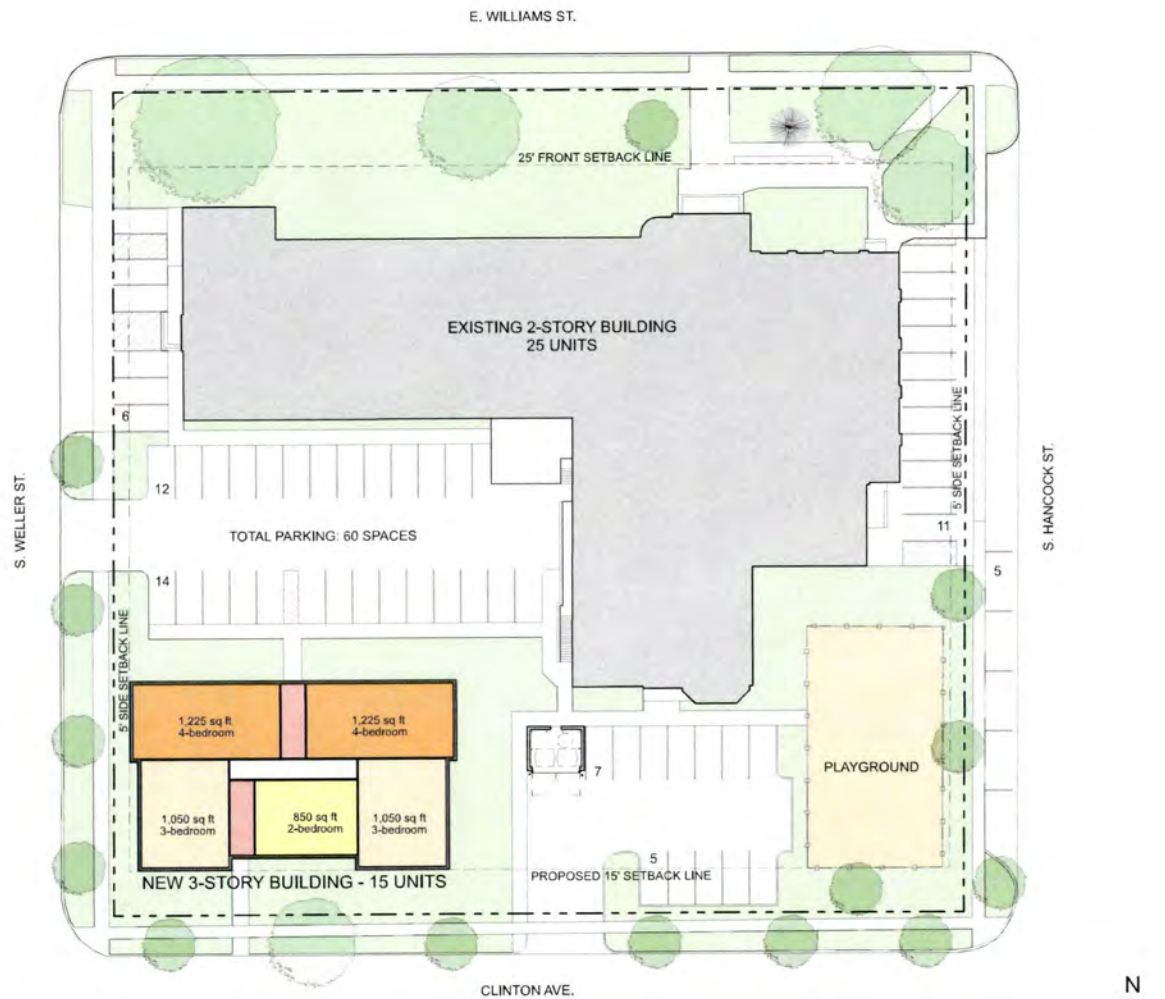 E. WILLIAMS ST.
25' FRONT SETBACK LINE
EXISTING 2-STORY BUILDING
25 UNITS
6
5' SIDE SETBACK LINE
S. HANCOCK ST.
S. WELLER ST.
12
TOTAL PARKING: 60 SPACES
11
5
14
5' SIDE SETBACK LINE
1,225 sq ft
4-bedroom
1,225 sq ft
4-bedroom
7
PLAYGROUND
1,050 sq ft
3-bedroom
850 sq ft
2-bedroom
1,050 sq ft
3-bedroom
5
PROPOSED 15' SETBACK LINE
NEW 3-STORY BUILDING - 15 UNITS
CLINTON AVE.
N